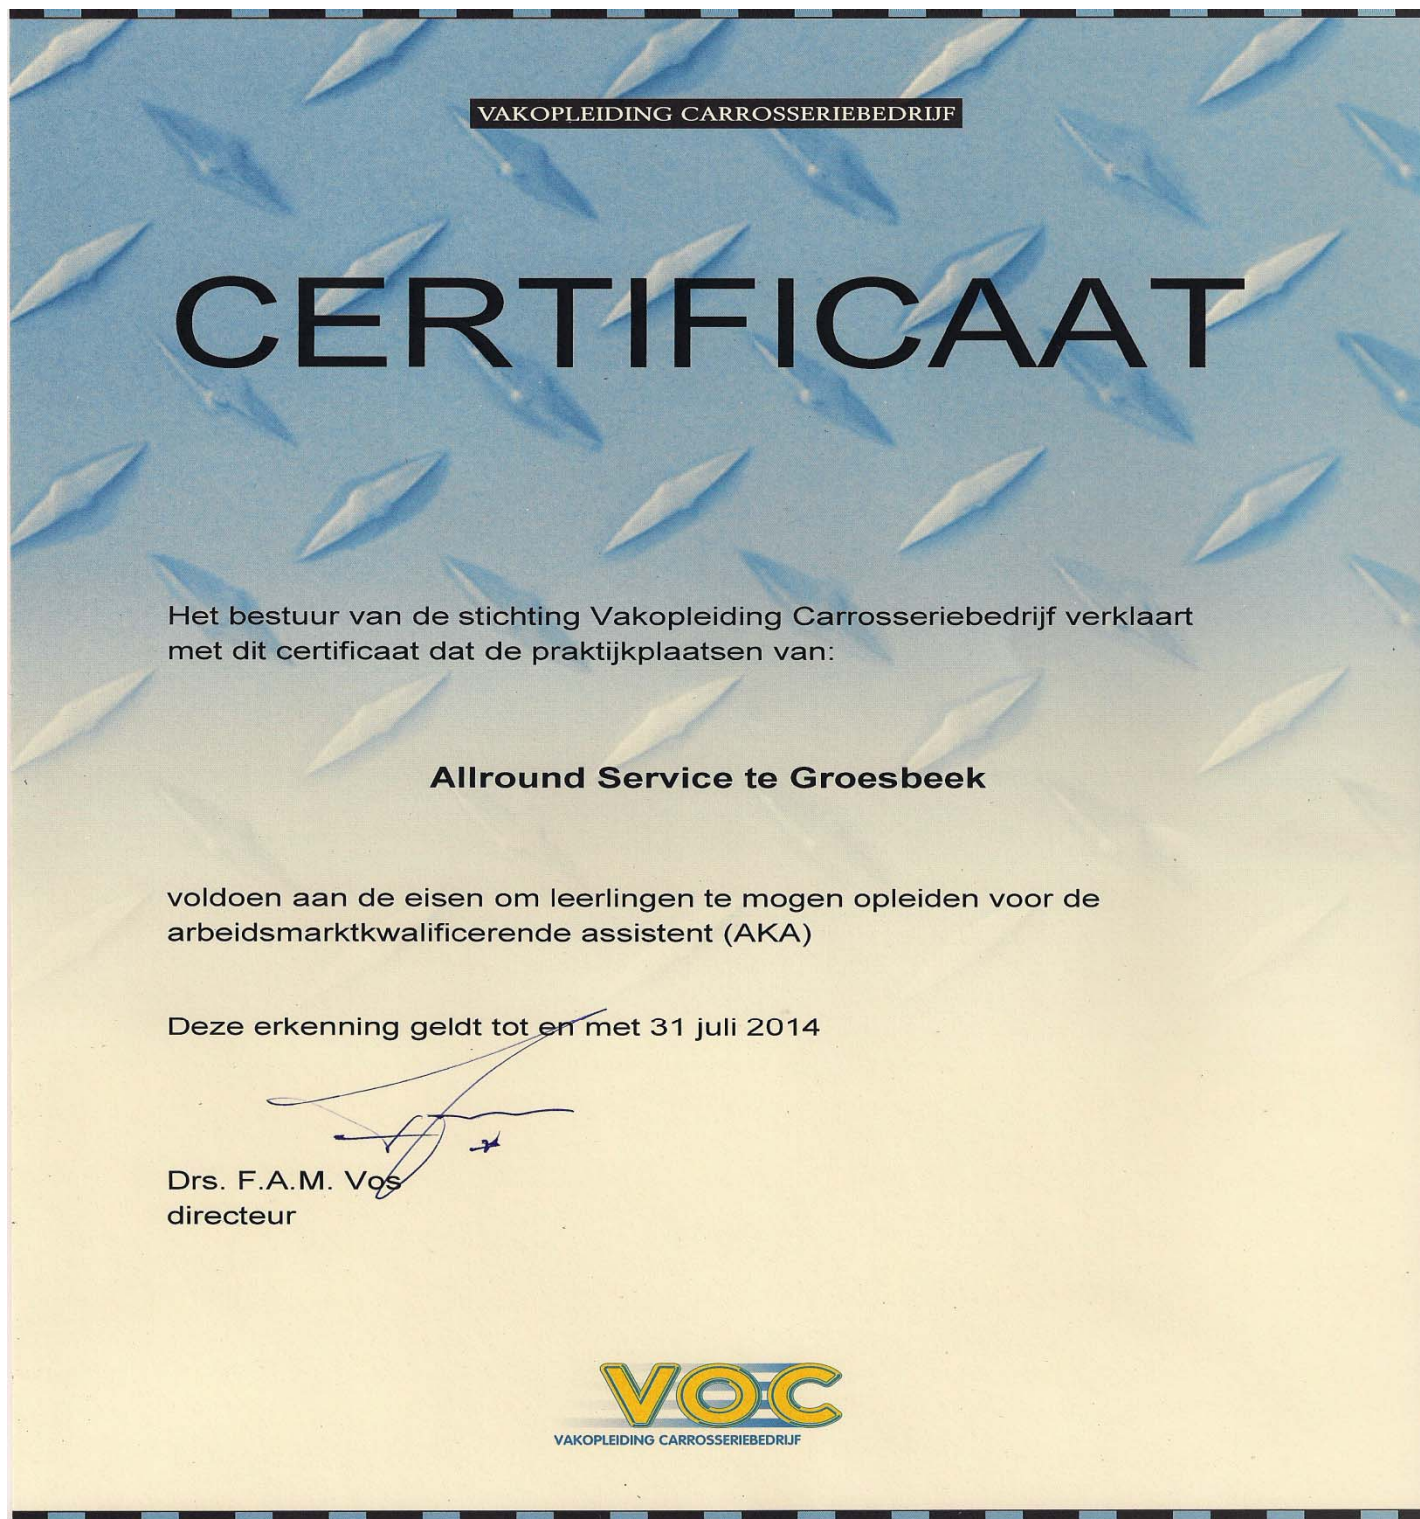 VAKOPLEIDING CARROSSERIEBEDRIJF
CERTIFICAAT
Het bestuur van de stichting Vakopleiding Carrosseriebedrijf verklaart
met dit certificaat dat de praktijkplaatsen van:
Allround Service te Groesbeek
voldoen aan de eisen om leerlingen te mogen opleiden voor de
arbeidsmarktkwalificerende assistent (AKA)
Deze erkenning geldt tot en met 31 juli 2014
Drs. F.A.M. Vos
directeur
VOC
VAKOPLEIDING CARROSSERIEBEDRIJF